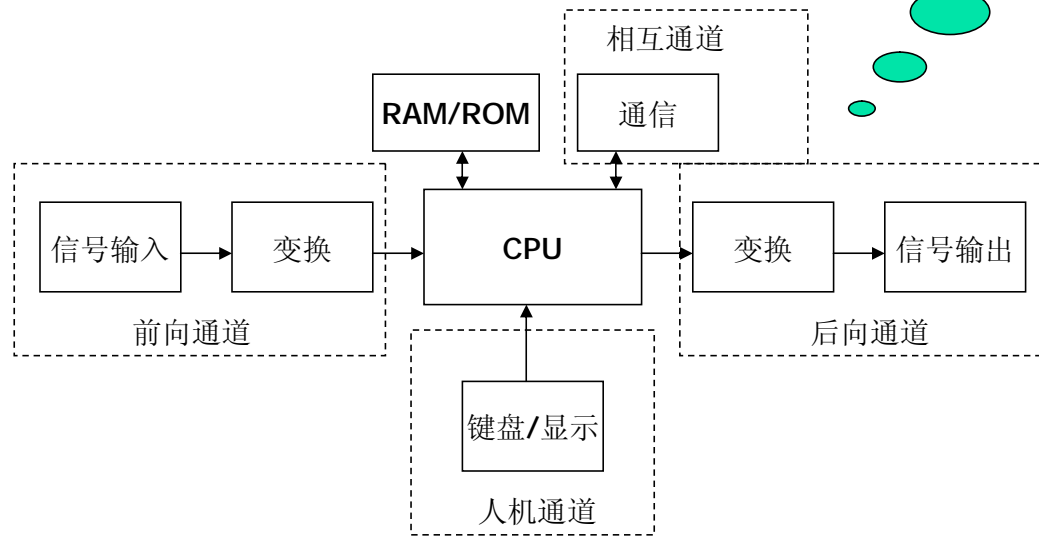 相互通道
RAM/ROM
通信
信号输入
变换
CPU
变换
信号输出
前向通道
后向通道
键盘/显示
人机通道